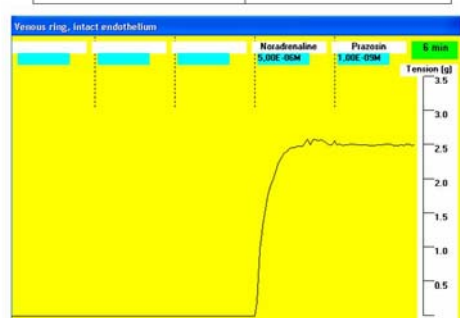 Venous ring, intact endothelium
Noradrenaline Prazosin 6 min
5,00E-06M 1,00E-09M
Tension (g)
3.5
3.0
2.5
2.0
1.5
1.0
0.5